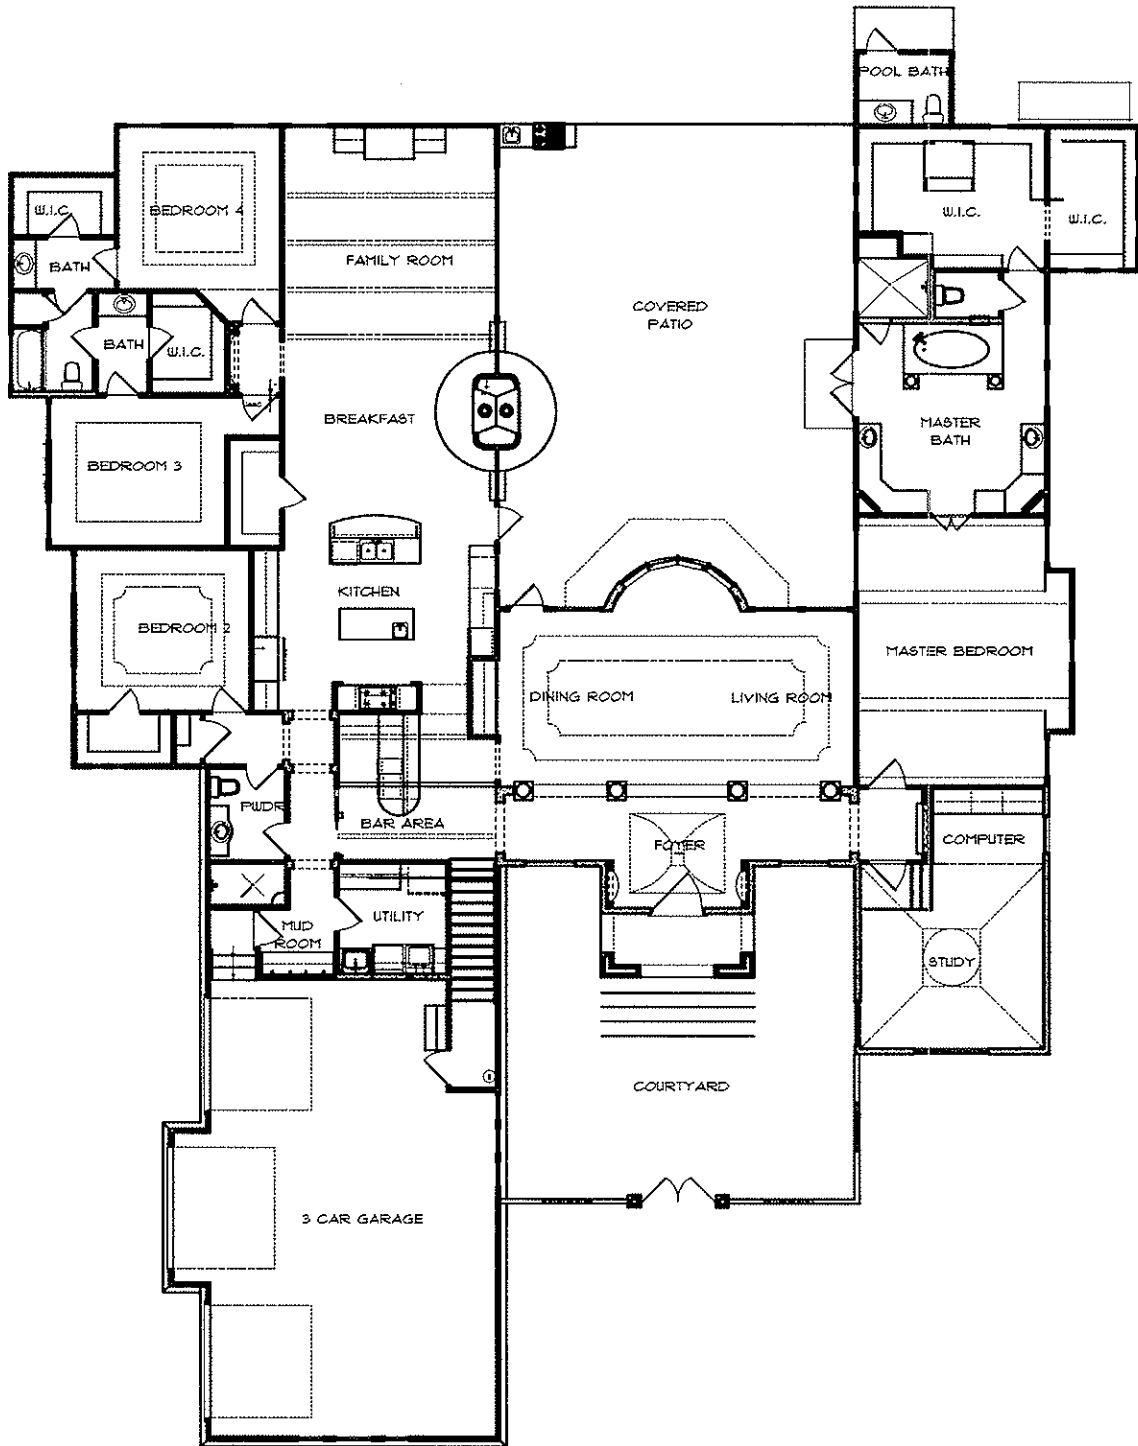 POOL BATH
W.I.C.
BEDROOM 4
W.I.C.
W.I.C.
BATH
FAMILY ROOM
COVERED
PATIO
BATH
W.I.C.
BREAKFAST
MASTER
BATH
BEDROOM 3
KITCHEN
BEDROOM 2
MASTER BEDROOM
DINING ROOM
LIVING ROOM
PWDR
BAR AREA
FOYER
COMPUTER
UTILITY
MUD
ROOM
STUDY
COURTYARD
3 CAR GARAGE